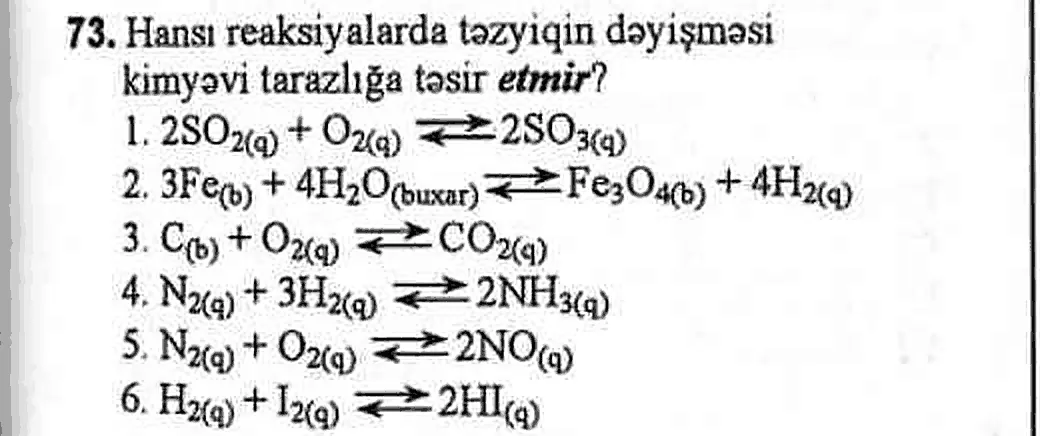 73. Hansı reaksiyalarda təzyiqin dəyişməsi
kimyəvi tarazlığa təsir etmir?
1. 2SO₂(q) + O₂(q) ⇄ 2SO₃(q)
2. 3Fe(b) + 4H₂O(buxar) ⇄ Fe₃O₄(b) + 4H₂(q)
3. C(b) + O₂(q) ⇄ CO₂(q)
4. N₂(q) + 3H₂(q) ⇄ 2NH₃(q)
5. N₂(q) + O₂(q) ⇄ 2NO(q)
6. H₂(q) + I₂(q) ⇄ 2HI(q)